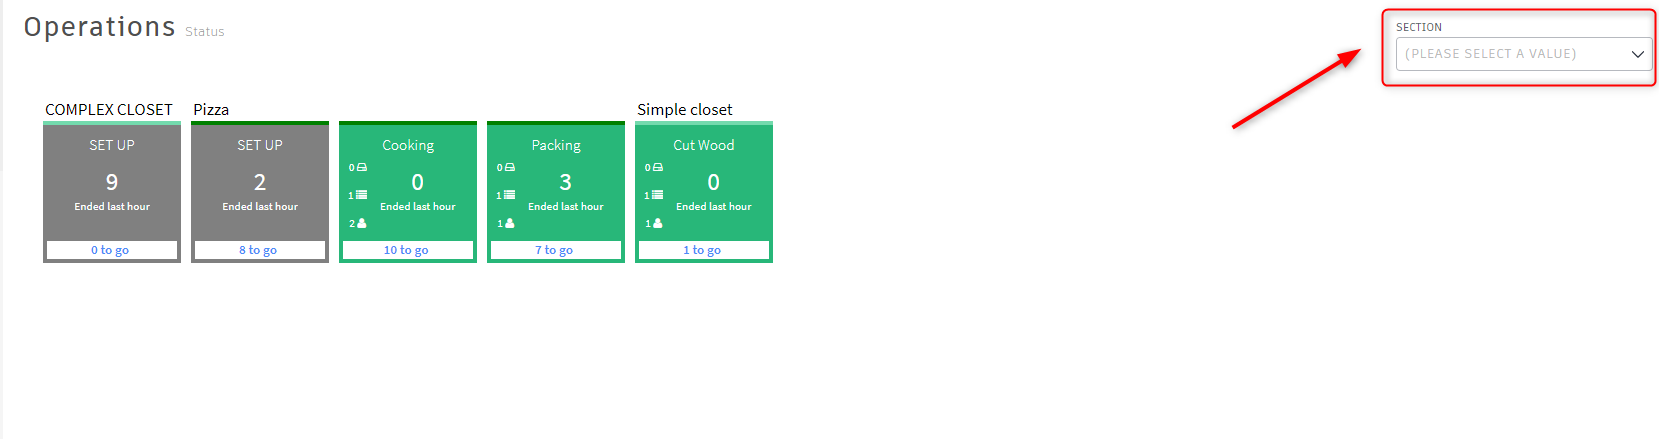 Operations Status
SECTION
(PLEASE SELECT A VALUE)
COMPLEX CLOSET
SET UP
9
Ended last hour
0 to go
Pizza
SET UP
2
Ended last hour
8 to go
Cooking
0
0
1
Ended last hour
2
10 to go
Packing
0
3
1
Ended last hour
1
7 to go
Simple closet
Cut Wood
0
0
1
Ended last hour
1
1 to go